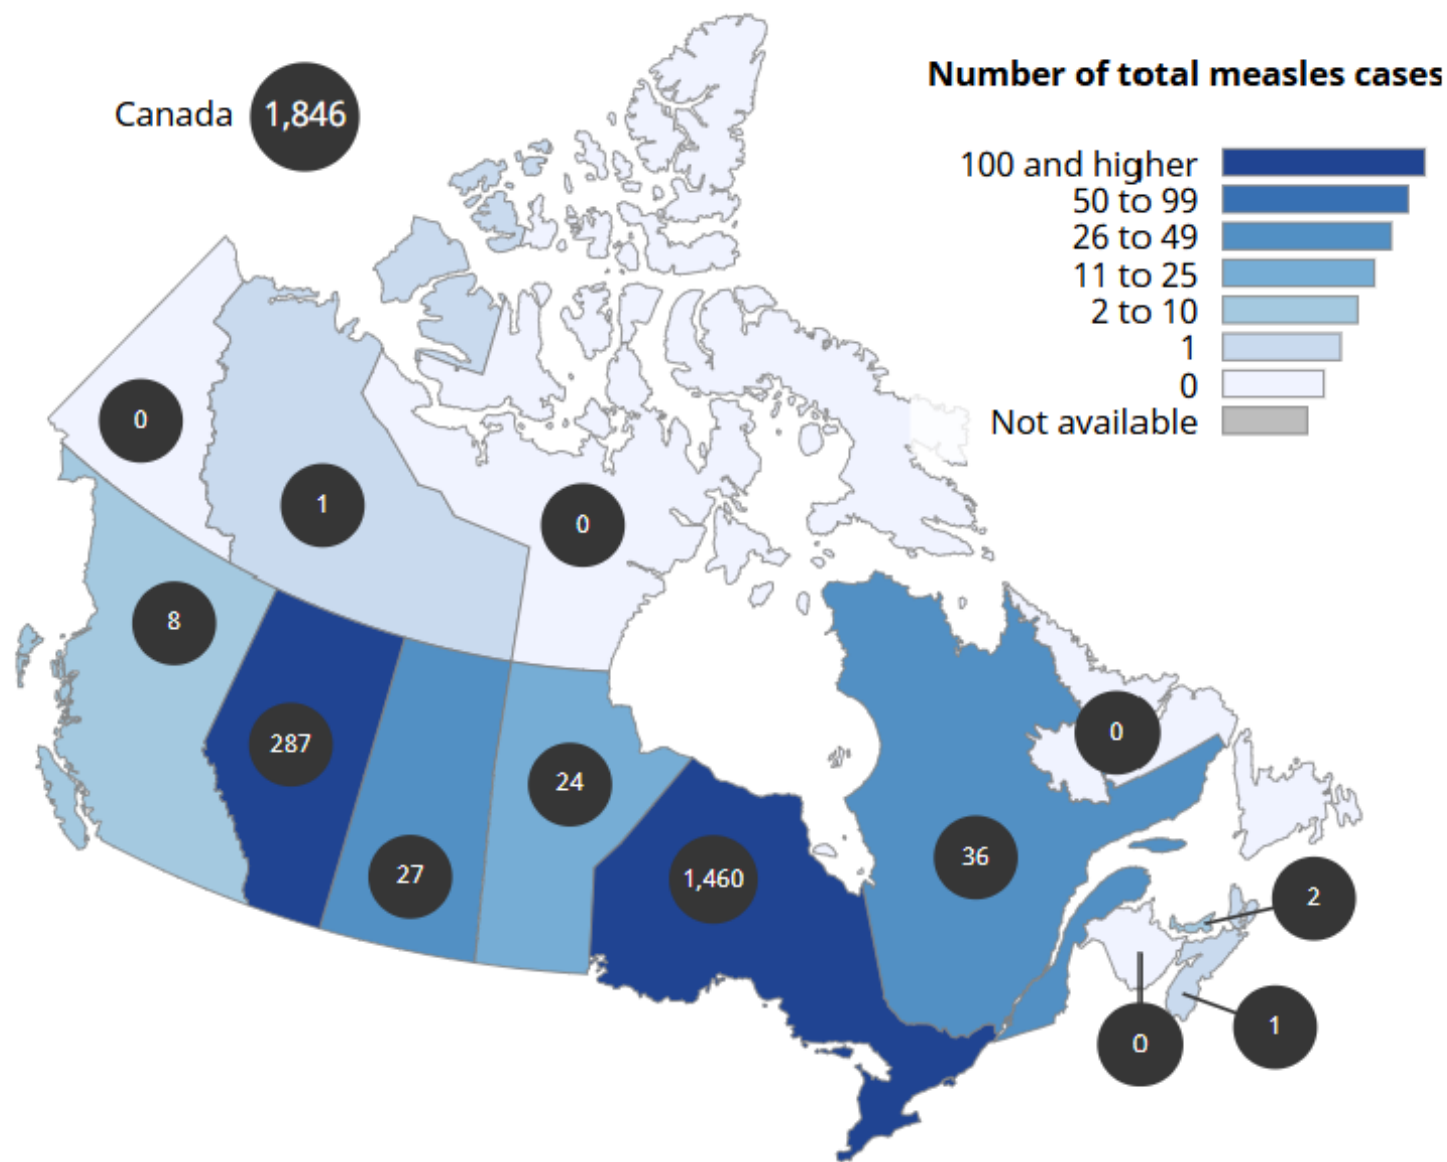 Number of total measles cases
Canada 1,846
100 and higher
50 to 99
26 to 49
11 to 25
2 to 10
1
0
Not available
0
1
0
8
287
27
24
1,460
36
0
2
1
0